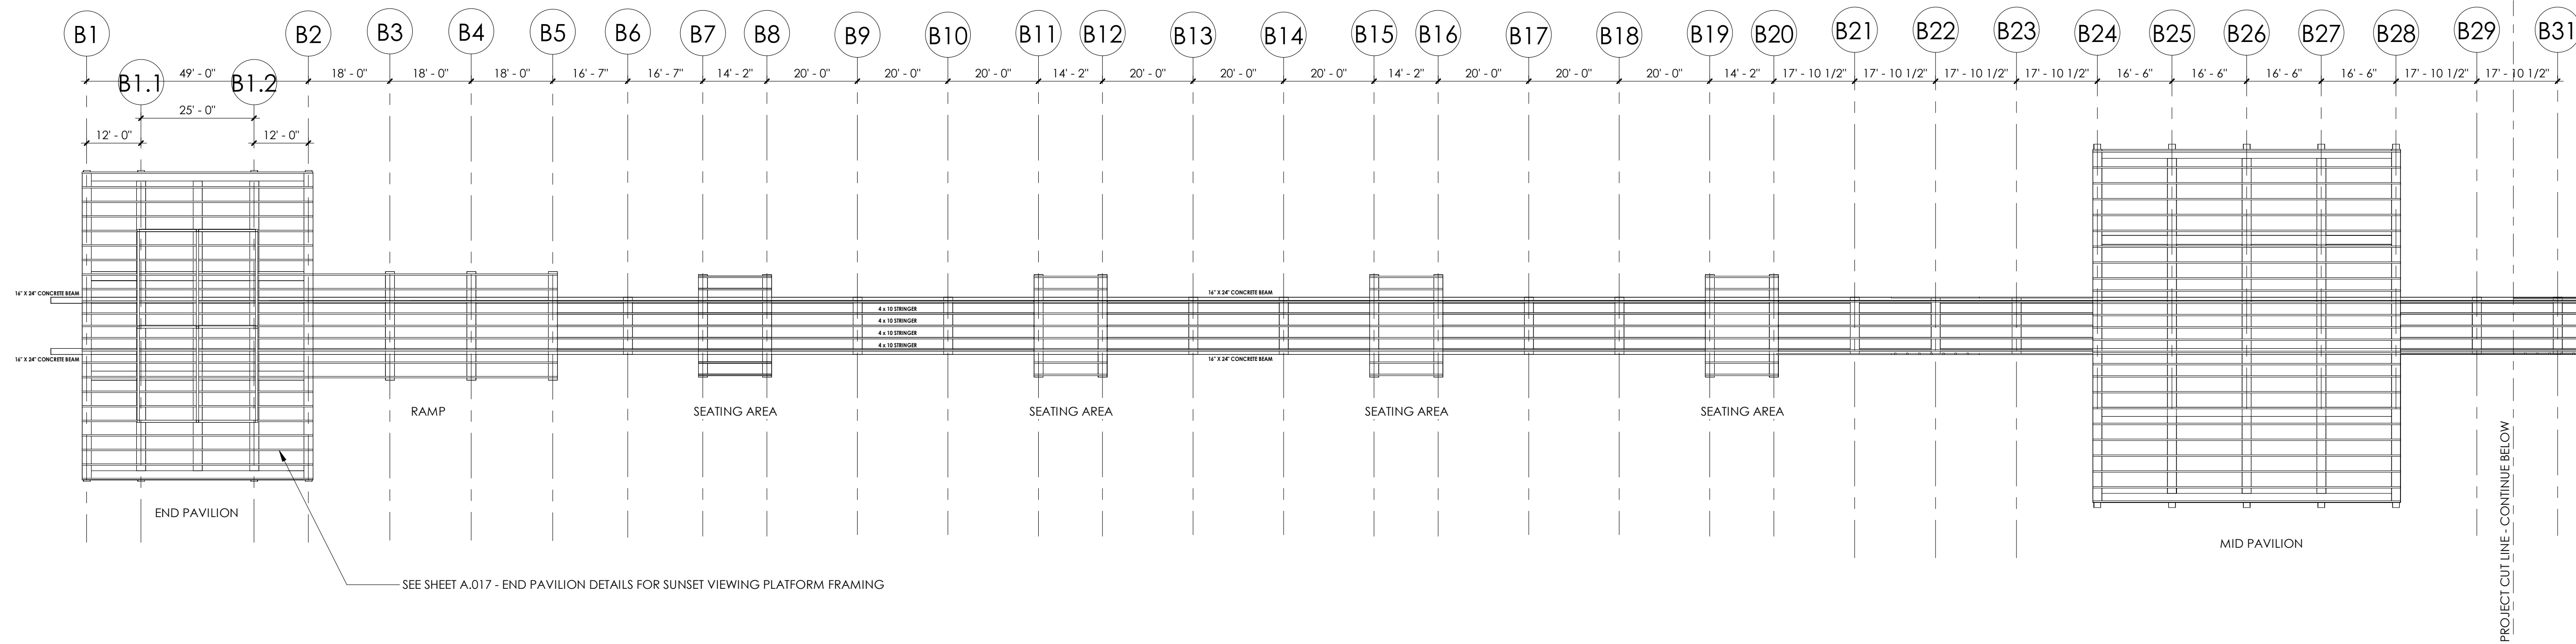 B1 B2 B3 B4 B5 B6 B7 B8 B9 B10 B11 B12 B13 B14 B15 B16 B17 B18 B19 B20 B21 B22 B23 B24 B25 B26 B27 B28 B29 B31
49' - 0" 18' - 0" 18' - 0" 18' - 0" 16' - 7" 16' - 7" 14' - 2" 20' - 0" 20' - 0" 20' - 0" 14' - 2" 20' - 0" 20' - 0" 20' - 0" 14' - 2" 20' - 0" 20' - 0" 20' - 0" 14' - 2" 17' - 10 1/2" 17' - 10 1/2" 17' - 10 1/2" 17' - 10 1/2" 16' - 6" 16' - 6" 16' - 6" 16' - 6" 17' - 10 1/2" 17' - 10 1/2"
B1.1 B1.2
25' - 0"
12' - 0" 12' - 0"
16" X 24" CONCRETE BEAM 16" X 24" CONCRETE BEAM
4 x 10 STRINGER
4 x 10 STRINGER
4 x 10 STRINGER
4 x 10 STRINGER
16" X 24" CONCRETE BEAM 16" X 24" CONCRETE BEAM
RAMP SEATING AREA SEATING AREA SEATING AREA SEATING AREA
END PAVILION
MID PAVILION
SEE SHEET A.017 - END PAVILION DETAILS FOR SUNSET VIEWING PLATFORM FRAMING
PROJECT CUT LINE - CONTINUE BELOW